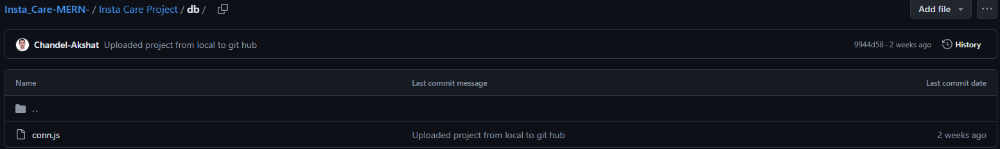 Insta_Care-MERN- / Insta Care Project / db /
Add file
Chandel-Akshat Uploaded project from local to git hub
9944d58 · 2 weeks ago
History
Name Last commit message Last commit date
..
conn.js Uploaded project from local to git hub 2 weeks ago